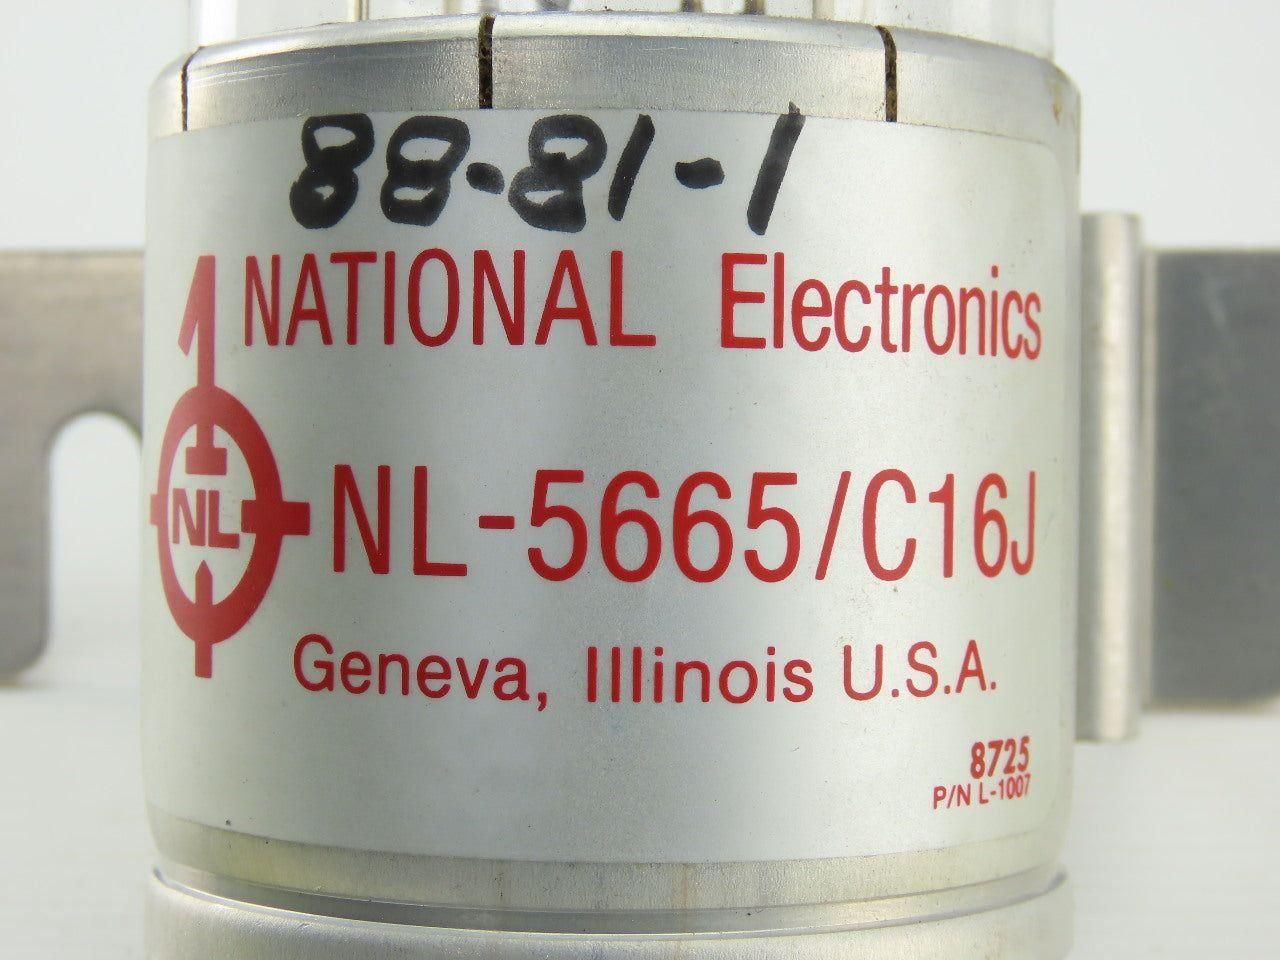 88-81-1
NATIONAL Electronics
NL
NL-5665/C16J
Geneva, Illinois U.S.A.
8725
P/N L-1007